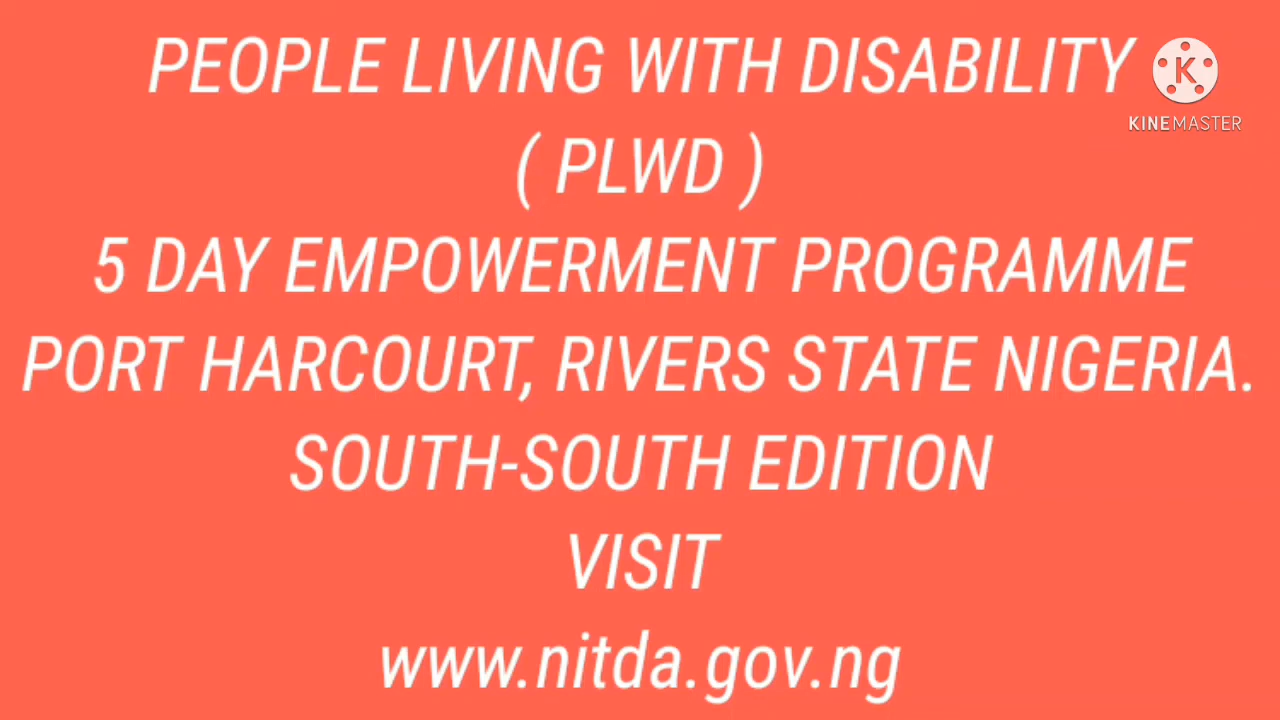 PEOPLE LIVING WITH DISABILITY
( PLWD )
5 DAY EMPOWERMENT PROGRAMME
PORT HARCOURT, RIVERS STATE NIGERIA.
SOUTH-SOUTH EDITION
VISIT
www.nitda.gov.ng
K
KINEMASTER